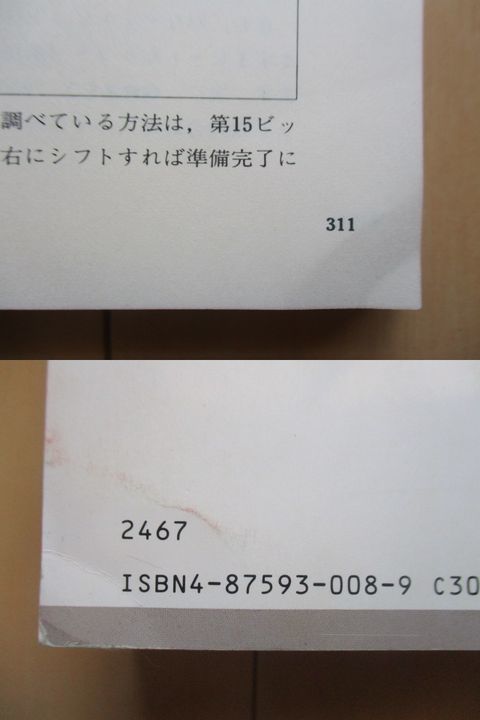 調べている方法は，第15ビッ
右にシフトすれば準備完了に
311
2467
ISBN4-87593-008-9 C30